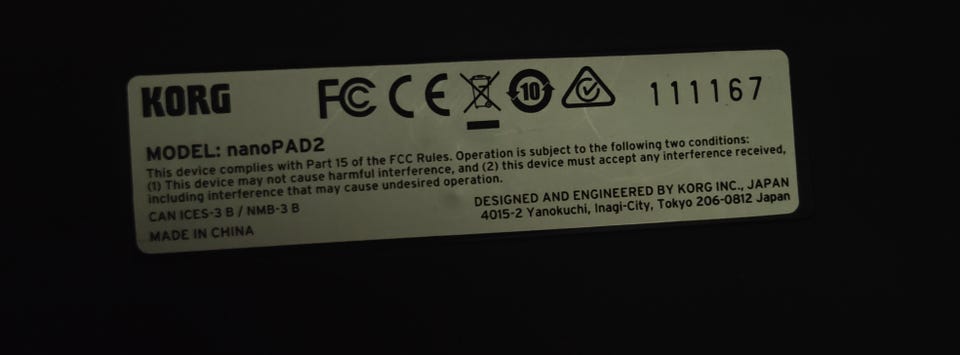 KORG FC CE 10 111167
MODEL: nanoPAD2
This device complies with Part 15 of the FCC Rules. Operation is subject to the following two conditions:
(1) This device may not cause harmful interference, and (2) this device must accept any interference received,
including interference that may cause undesired operation.
CAN ICES-3 B / NMB-3 B
DESIGNED AND ENGINEERED BY KORG INC., JAPAN
4015-2 Yanokuchi, Inagi-City, Tokyo 206-0812 Japan
MADE IN CHINA